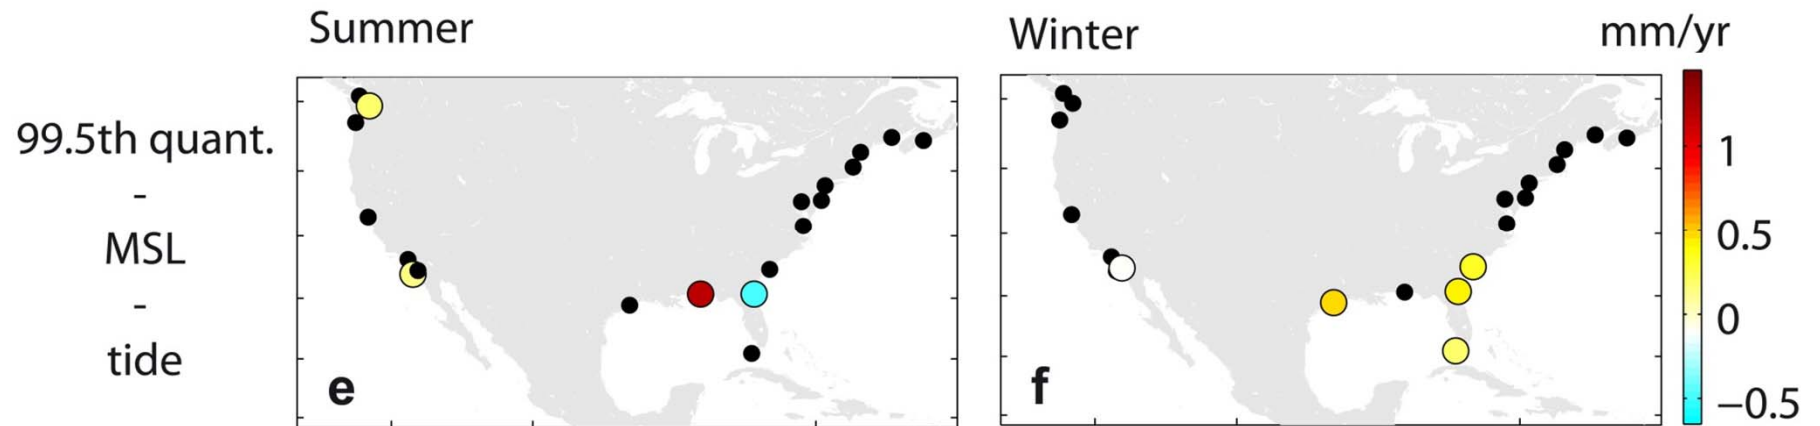 Summer
Winter
mm/yr
99.5th quant.
-
MSL
-
tide
e
f
1
0.5
0
−0.5